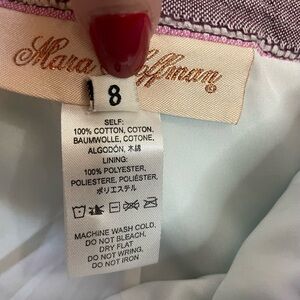 Mara Hoffman®
8
SELF:
100% COTTON, COTON,
BAUMWOLLE, COTONE,
ALGODÓN, 木綿
LINING:
100% POLYESTER,
POLIESTERE, POLIÉSTER,
ポリエステル
MACHINE WASH COLD,
DO NOT BLEACH,
DRY FLAT
DO NOT WRING,
DO NOT IRON